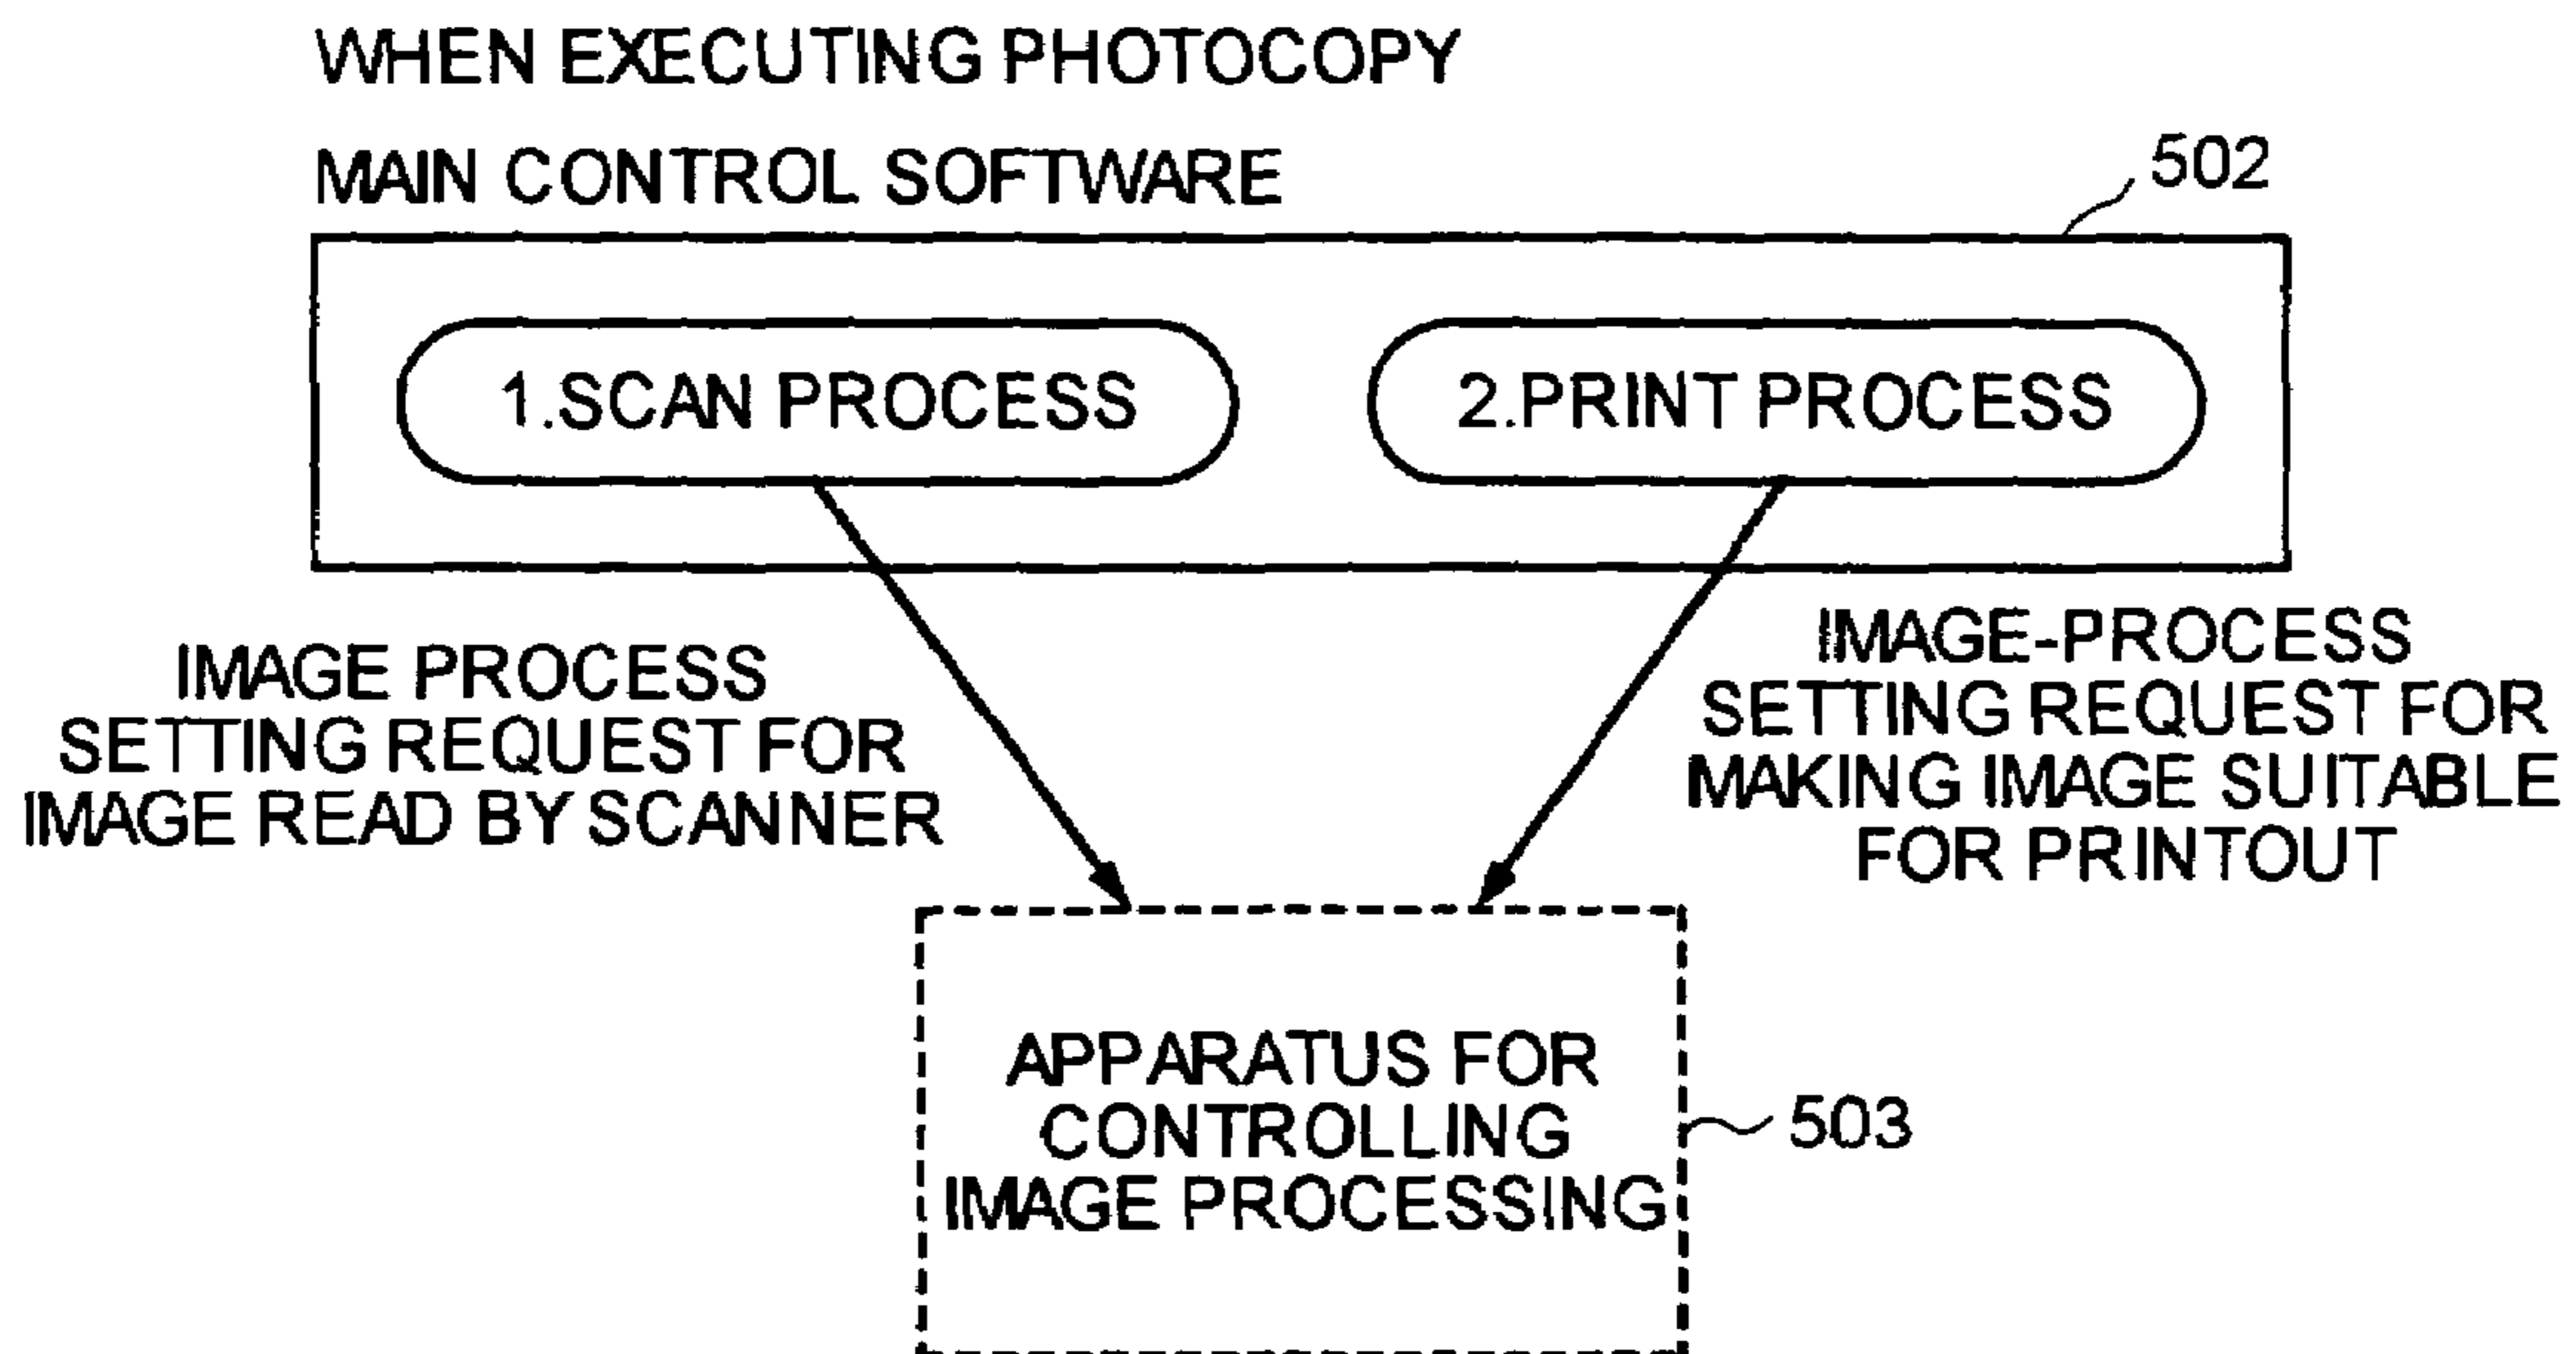 WHEN EXECUTING PHOTOCOPY
MAIN CONTROL SOFTWARE
502
1.SCAN PROCESS
2.PRINT PROCESS
IMAGE PROCESS
SETTING REQUEST FOR
IMAGE READ BY SCANNER
IMAGE-PROCESS
SETTING REQUEST FOR
MAKING IMAGE SUITABLE
FOR PRINTOUT
APPARATUS FOR
CONTROLLING
IMAGE PROCESSING
503